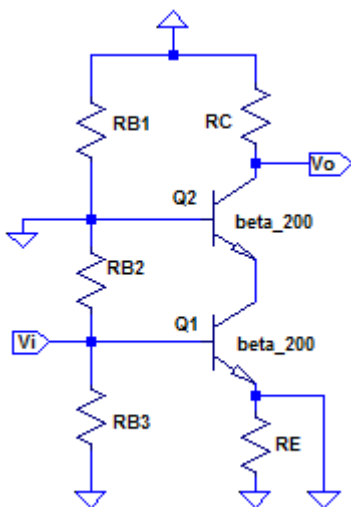 RB1
RC
Vo
Q2
beta_200
RB2
Q1
Vi
beta_200
RB3
RE